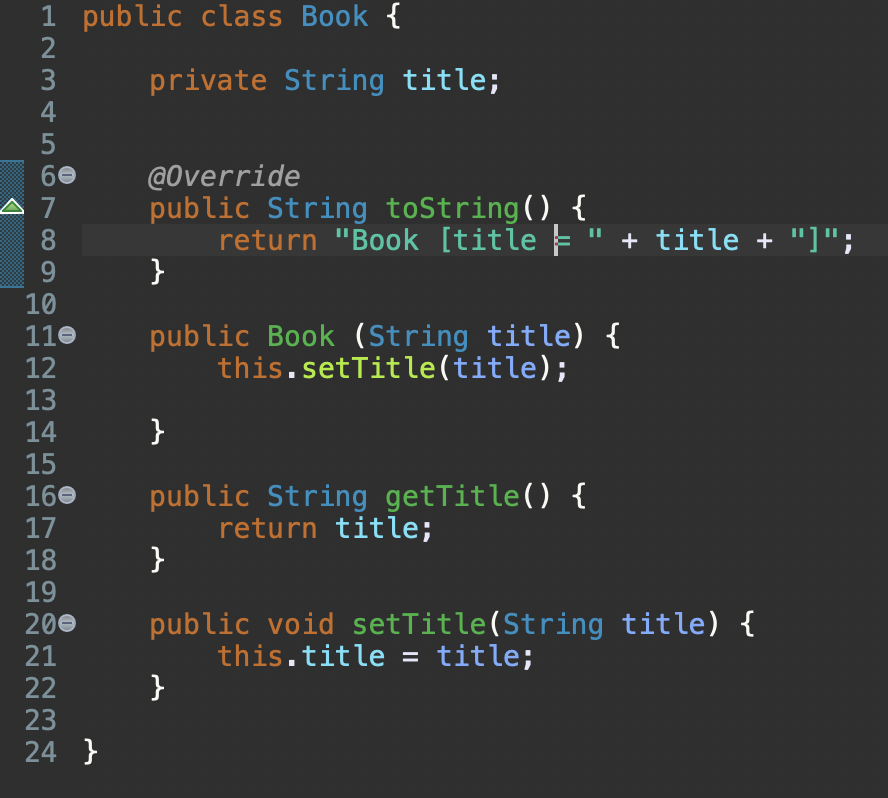 1 public class Book {
2
3     private String title;
4
5
6     @Override
7     public String toString() {
8         return "Book [title = " + title + "]";
9     }
10
11     public Book (String title) {
12         this.setTitle(title);
13
14     }
15
16     public String getTitle() {
17         return title;
18     }
19
20     public void setTitle(String title) {
21         this.title = title;
22     }
23
24 }